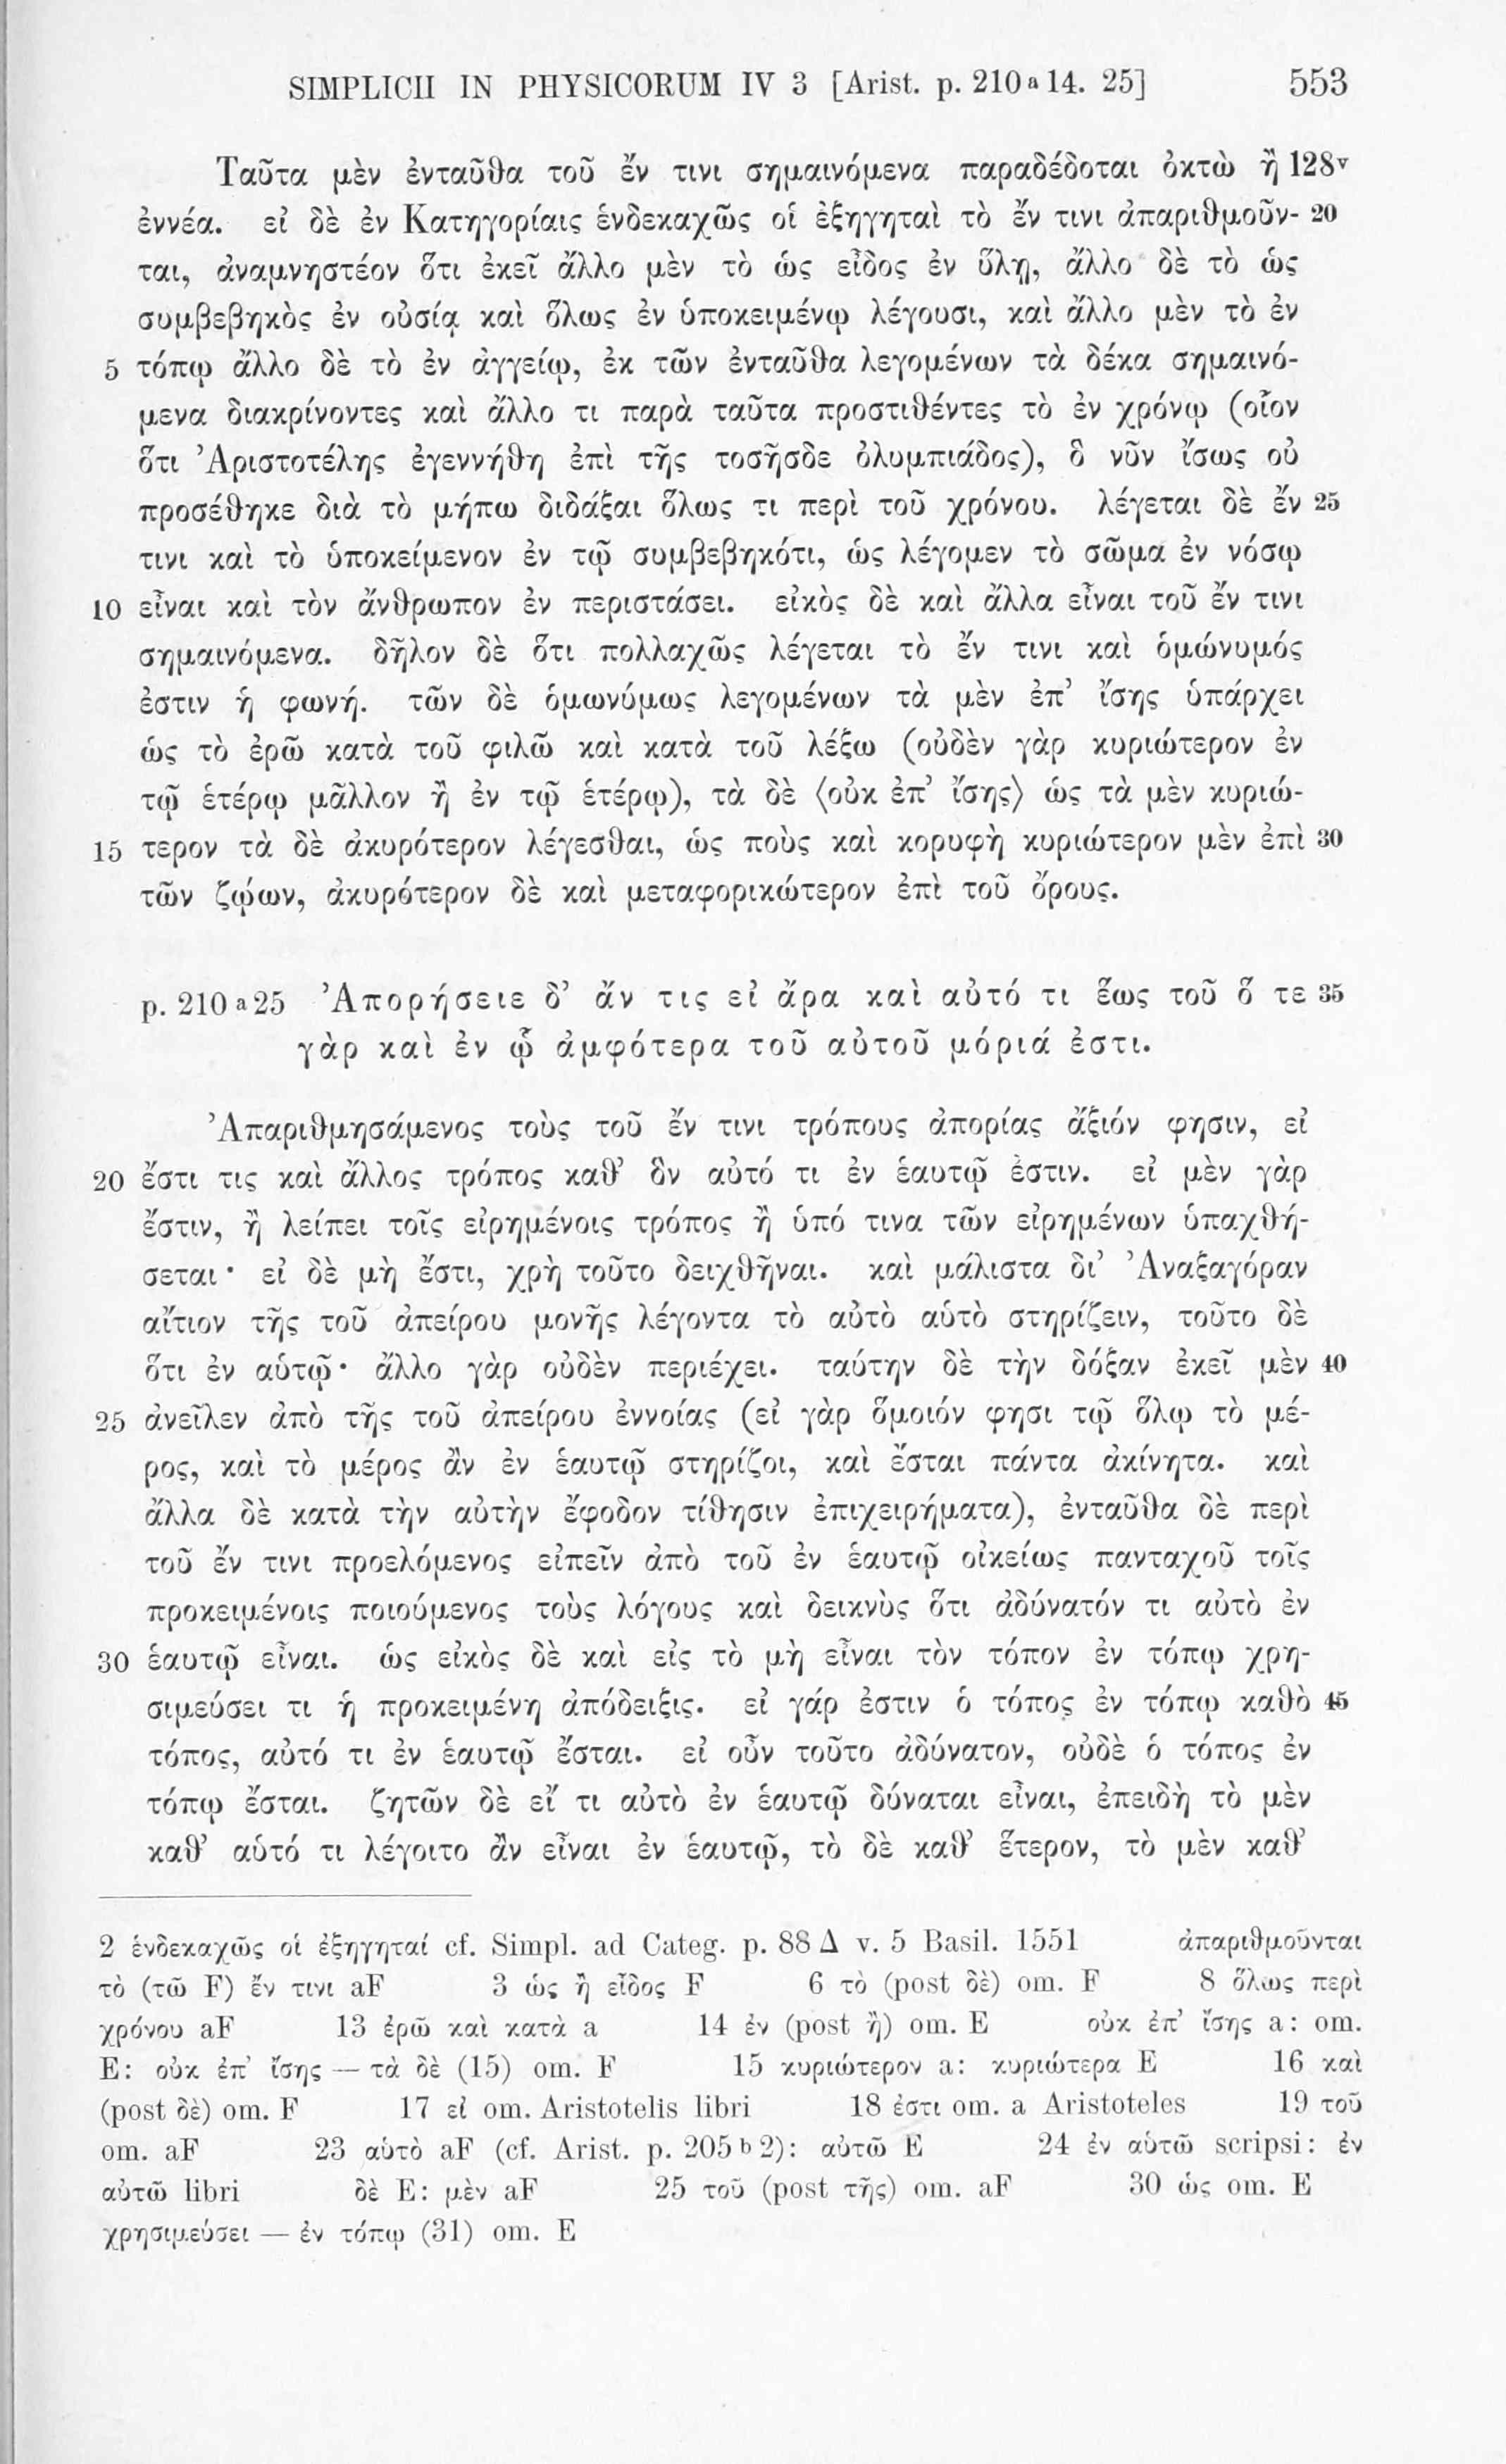 SIMPLICII IN PHYSICORUM IV 3 [Arist. p. 210 a 14. 25] 553
Ταῦτα μὲν ἐνταῦθα τοῦ ἔν τινι σημαινόμενα παραδέδοται ὀκτὼ ἢ 128v
ἐννέα. εἰ δὲ ἐν Κατηγορίαις ἑνδεκαχῶς οἱ ἐξηγηταὶ τὸ ἔν τινι ἀπαριθμοῦν- 20
ται, ἀναμνηστέον ὅτι ἐκεῖ ἄλλο μὲν τὸ ὡς εἶδος ἐν ὕλῃ, ἄλλο δὲ τὸ ὡς
συμβεβηκὸς ἐν οὐσίᾳ καὶ ὅλως ἐν ὑποκειμένῳ λέγουσι, καὶ ἄλλο μὲν τὸ ἐν
5 τόπῳ ἄλλο δὲ τὸ ἐν ἀγγείῳ, ἐκ τῶν ἐνταῦθα λεγομένων τὰ δέκα σημαινό-
μενα διακρίνοντες καὶ ἄλλο τι παρὰ ταῦτα προστιθέντες τὸ ἐν χρόνῳ (οἷον
ὅτι Ἀριστοτέλης ἐγεννήθη ἐπὶ τῆς τοσῆσδε ὀλυμπιάδος), ὃ νῦν ἴσως οὐ
προσέθηκε διὰ τὸ μήπω διδάξαι ὅλως τι περὶ τοῦ χρόνου. λέγεται δὲ ἔν 25
τινι καὶ τὸ ὑποκείμενον ἐν τῷ συμβεβηκότι, ὡς λέγομεν τὸ σῶμα ἐν νόσῳ
10 εἶναι καὶ τὸν ἄνθρωπον ἐν περιστάσει. εἰκὸς δὲ καὶ ἄλλα εἶναι τοῦ ἔν τινι
σημαινόμενα. δῆλον δὲ ὅτι πολλαχῶς λέγεται τὸ ἔν τινι καὶ ὁμώνυμός
ἐστιν ἡ φωνή. τῶν δὲ ὁμωνύμως λεγομένων τὰ μὲν ἐπ’ ἴσης ὑπάρχει
ὡς τὸ ἐρῶ κατὰ τοῦ φιλῶ καὶ κατὰ τοῦ λέξω (οὐδὲν γὰρ κυριώτερον ἐν
τῷ ἑτέρῳ μᾶλλον ἢ ἐν τῷ ἑτέρῳ), τὰ δὲ ⟨οὐκ ἐπ’ ἴσης⟩ ὡς τὰ μὲν κυριώ-
15 τερον τὰ δὲ ἀκυρότερον λέγεσθαι, ὡς ποὺς καὶ κορυφὴ κυριώτερον μὲν ἐπὶ 30
τῶν ζῴων, ἀκυρότερον δὲ καὶ μεταφορικώτερον ἐπὶ τοῦ ὄρους.
p. 210 a 25 Ἀπορήσειε δ’ ἄν τις εἰ ἄρα καὶ αὐτό τι ἕως τοῦ ὅ τε 35
γὰρ καὶ ἐν ᾧ ἀμφότερα τοῦ αὐτοῦ μόριά ἐστι.
Ἀπαριθμησάμενος τοὺς τοῦ ἔν τινι τρόπους ἀπορίας ἄξιόν φησιν, εἰ
20 ἔστι τις καὶ ἄλλος τρόπος καθ’ ὃν αὐτό τι ἐν ἑαυτῷ ἐστιν. εἰ μὲν γὰρ
ἔστιν, ἢ λείπει τοῖς εἰρημένοις τρόπος ἢ ὑπό τινα τῶν εἰρημένων ὑπαχθή-
σεται· εἰ δὲ μὴ ἔστι, χρὴ τοῦτο δειχθῆναι. καὶ μάλιστα δι’ Ἀναξαγόραν
αἴτιον τῆς τοῦ ἀπείρου μονῆς λέγοντα τὸ αὐτὸ αὑτὸ στηρίζειν, τοῦτο δὲ
ὅτι ἐν αὑτῷ· ἄλλο γὰρ οὐδὲν περιέχει. ταύτην δὲ τὴν δόξαν ἐκεῖ μὲν 40
25 ἀνεῖλεν ἀπὸ τῆς τοῦ ἀπείρου ἐννοίας (εἰ γὰρ ὅμοιόν φησι τῷ ὅλῳ τὸ μέ-
ρος, καὶ τὸ μέρος ἂν ἐν ἑαυτῷ στηρίζοι, καὶ ἔσται πάντα ἀκίνητα. καὶ
ἄλλα δὲ κατὰ τὴν αὐτὴν ἔφοδον τίθησιν ἐπιχειρήματα), ἐνταῦθα δὲ περὶ
τοῦ ἔν τινι προελόμενος εἰπεῖν ἀπὸ τοῦ ἐν ἑαυτῷ οἰκείως πανταχοῦ τοῖς
προκειμένοις ποιούμενος τοὺς λόγους καὶ δεικνὺς ὅτι ἀδύνατόν τι αὐτὸ ἐν
30 ἑαυτῷ εἶναι. ὡς εἰκὸς δὲ καὶ εἰς τὸ μὴ εἶναι τὸν τόπον ἐν τόπῳ χρη-
σιμεύσει τι ἡ προκειμένη ἀπόδειξις. εἰ γάρ ἐστιν ὁ τόπος ἐν τόπῳ καθὸ 45
τόπος, αὐτό τι ἐν ἑαυτῷ ἔσται. εἰ οὖν τοῦτο ἀδύνατον, οὐδὲ ὁ τόπος ἐν
τόπῳ ἔσται. ζητῶν δὲ εἴ τι αὐτὸ ἐν ἑαυτῷ δύναται εἶναι, ἐπειδὴ τὸ μὲν
καθ’ αὑτό τι λέγοιτο ἂν εἶναι ἐν ἑαυτῷ, τὸ δὲ καθ’ ἕτερον, τὸ μὲν καθ’
2 ἑνδεκαχῶς οἱ ἐξηγηταί cf. Simpl. ad Categ. p. 88 Δ v. 5 Basil. 1551 ἀπαριθμοῦνται
τὸ (τῶ F) ἔν τινι aF 3 ὡς ἢ εἶδος F 6 τὸ (post δὲ) om. F 8 ὅλως περὶ
χρόνου aF 13 ἐρῶ καὶ κατὰ a 14 ἐν (post ἢ) om. E οὐκ ἐπ’ ἴσης a: om.
E: οὐκ ἐπ’ ἴσης — τὰ δὲ (15) om. F 15 κυριώτερον a: κυριώτερα E 16 καὶ
(post δὲ) om. F 17 εἰ om. Aristotelis libri 18 ἐστι om. a Aristoteles 19 τοῦ
om. aF 23 αὑτὸ aF (cf. Arist. p. 205 b 2): αὐτῶ E 24 ἐν αὑτῶ scripsi: ἐν
αὐτῶ libri δὲ E: μὲν aF 25 τοῦ (post τῆς) om. aF 30 ὡς om. E
χρησιμεύσει — ἐν τόπῳ (31) om. E